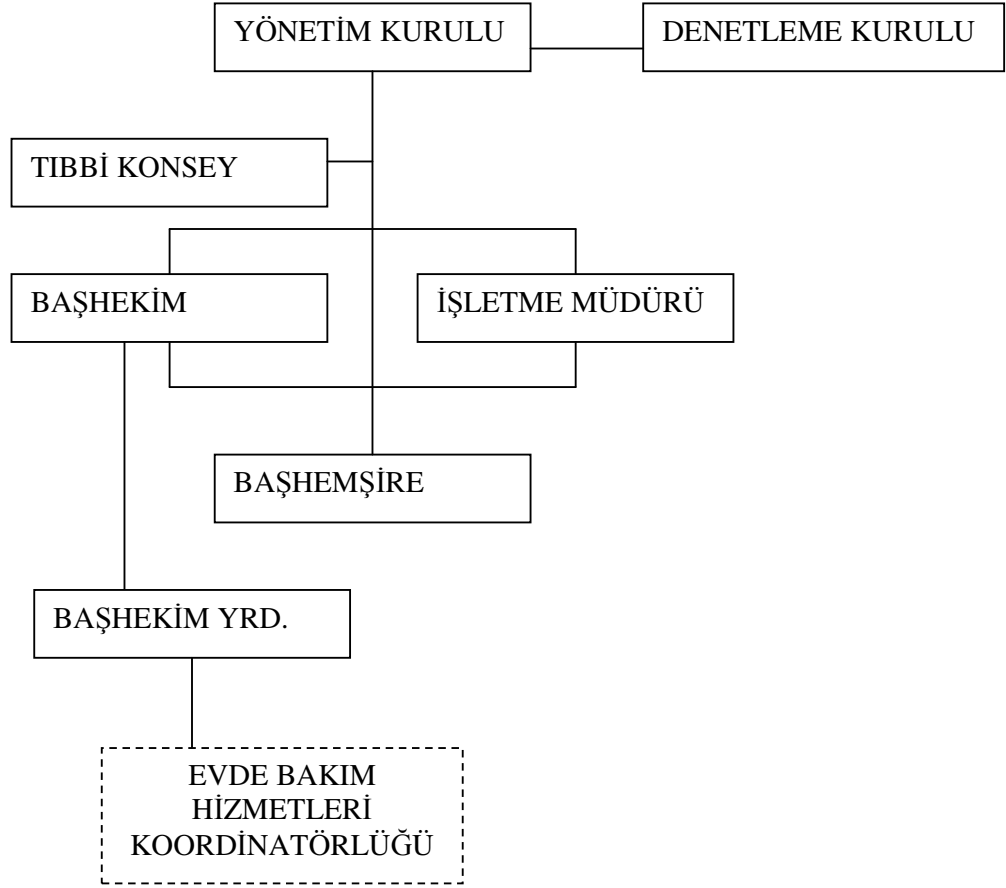 YÖNETİM KURULU
DENETLEME KURULU
TIBBİ KONSEY
BAŞHEKİM
İŞLETME MÜDÜRÜ
BAŞHEMŞİRE
BAŞHEKİM YRD.
EVDE BAKIM
HİZMETLERİ
KOORDİNATÖRLÜĞÜ